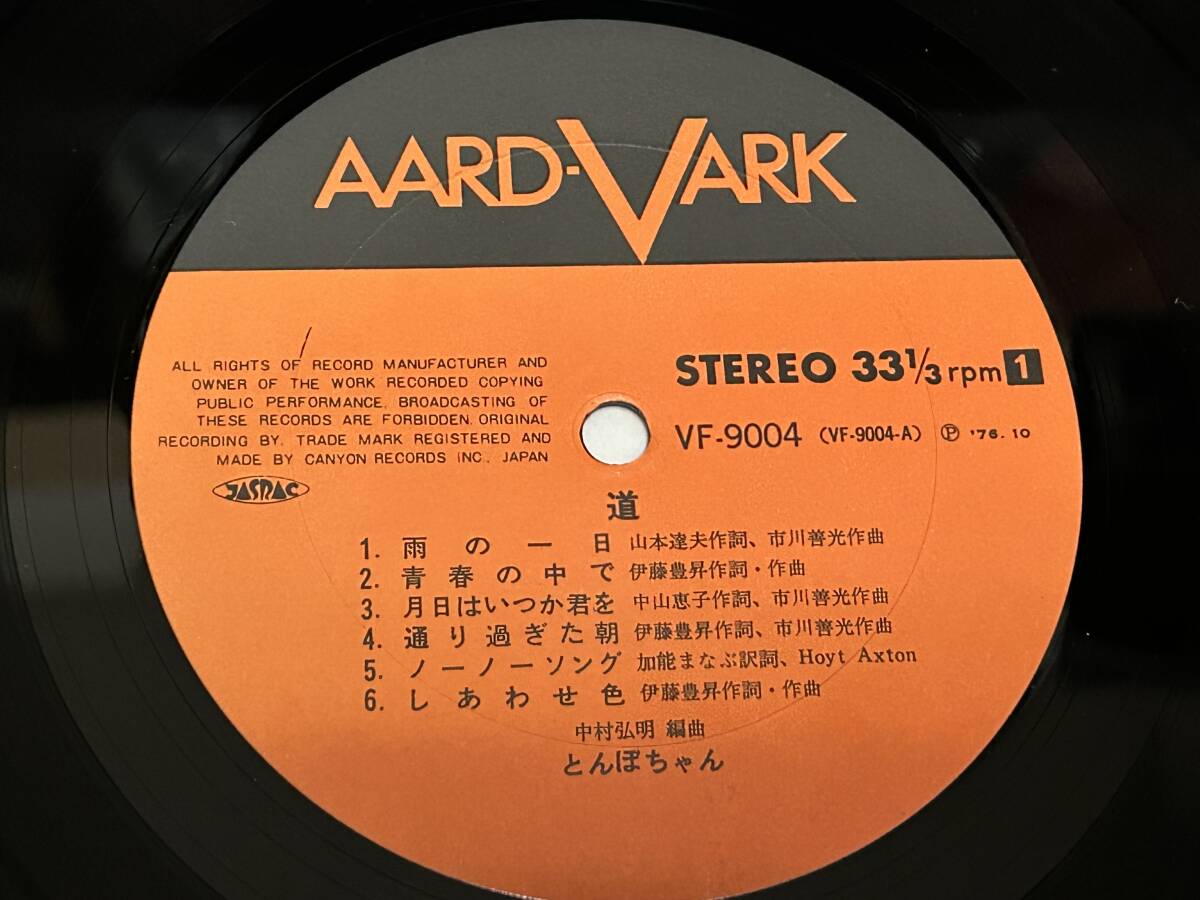 AARD-VARK
ALL RIGHTS OF RECORD MANUFACTURER AND
OWNER OF THE WORK RECORDED COPYING
PUBLIC PERFORMANCE, BROADCASTING OF
THESE RECORDS ARE FORBIDDEN. ORIGINAL
RECORDING BY. TRADE MARK REGISTERED AND
MADE BY CANYON RECORDS INC., JAPAN
JASRAC
STEREO 33 1/3 rpm 1
VF-9004 (VF-9004-A) Ⓟ '76.10
道
1. 雨の一日 山本達夫作詞、市川善光作曲
2. 青春の中で 伊藤豊昇作詞・作曲
3. 月日はいつか君を 中山恵子作詞、市川善光作曲
4. 通り過ぎた朝 伊藤豊昇作詞、市川善光作曲
5. ノーノーソング 加能まなぶ訳詞、Hoyt Axton
6. しあわせ色 伊藤豊昇作詞・作曲
中村弘明 編曲
とんぼちゃん